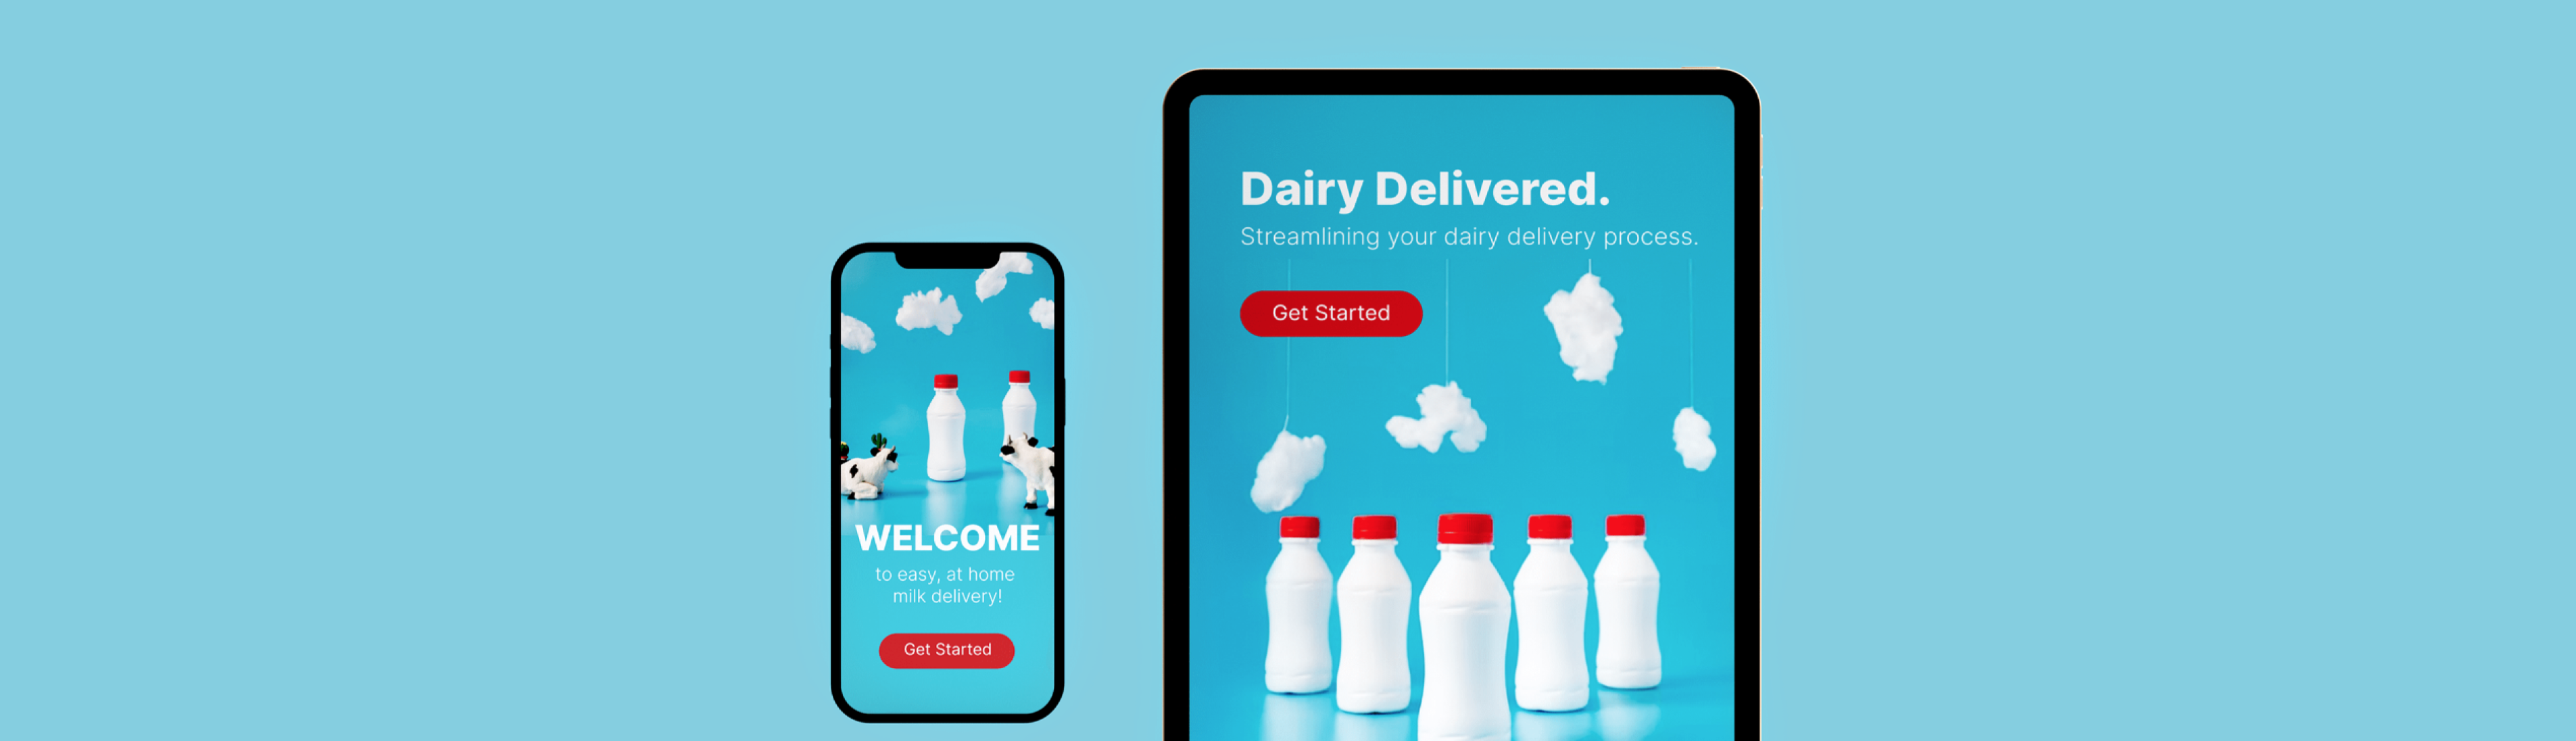 WELCOME
to easy, at home
milk delivery!
Get Started
Dairy Delivered.
Streamlining your dairy delivery process.
Get Started